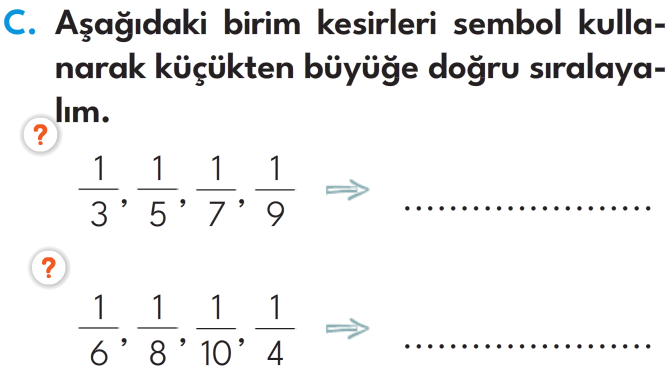 C. Aşağıdaki birim kesirleri sembol kulla-
narak küçükten büyüğe doğru sıralaya-
lım.
?
1/3, 1/5, 1/7, 1/9 ⇒ ......................
?
1/6, 1/8, 1/10, 1/4 ⇒ ......................